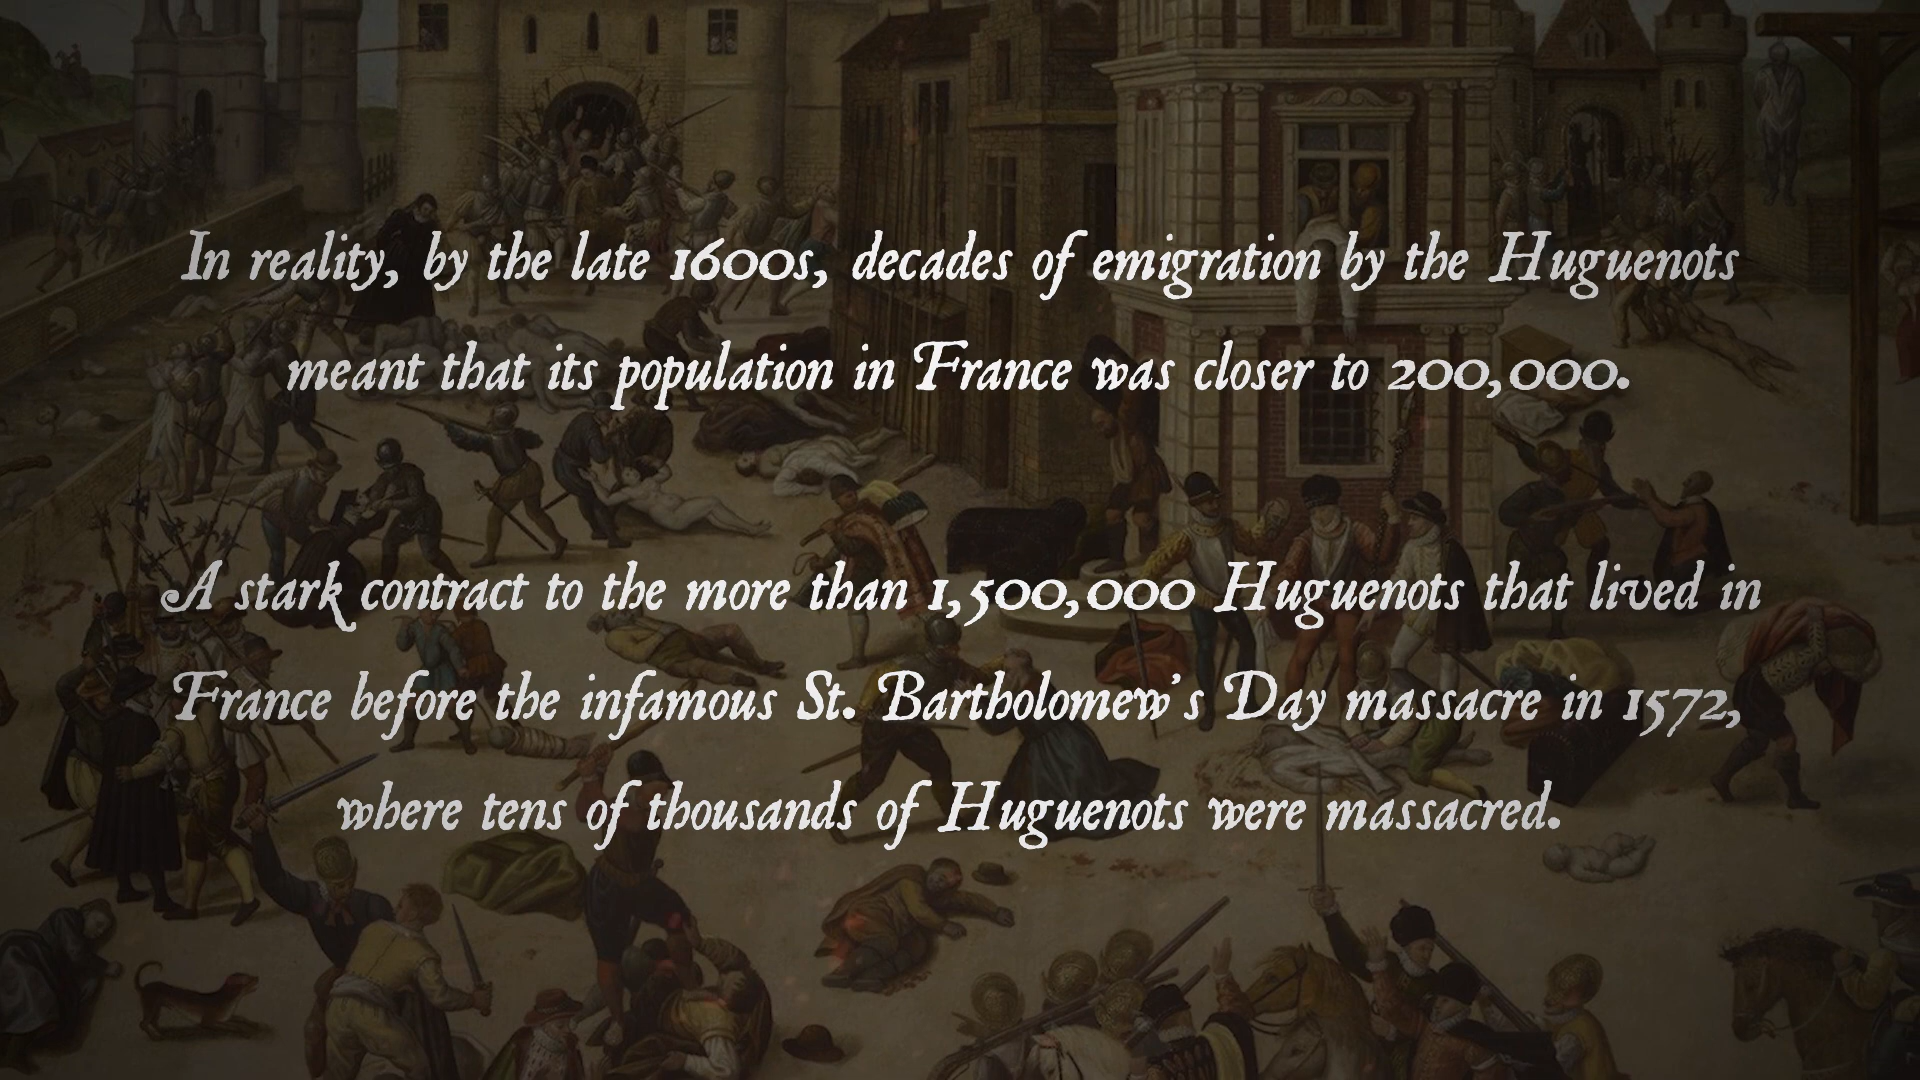 In reality, by the late 1600s, decades of emigration by the Huguenots
meant that its population in France was closer to 200,000.
A stark contract to the more than 1,500,000 Huguenots that lived in
France before the infamous St. Bartholomew's Day massacre in 1572,
where tens of thousands of Huguenots were massacred.